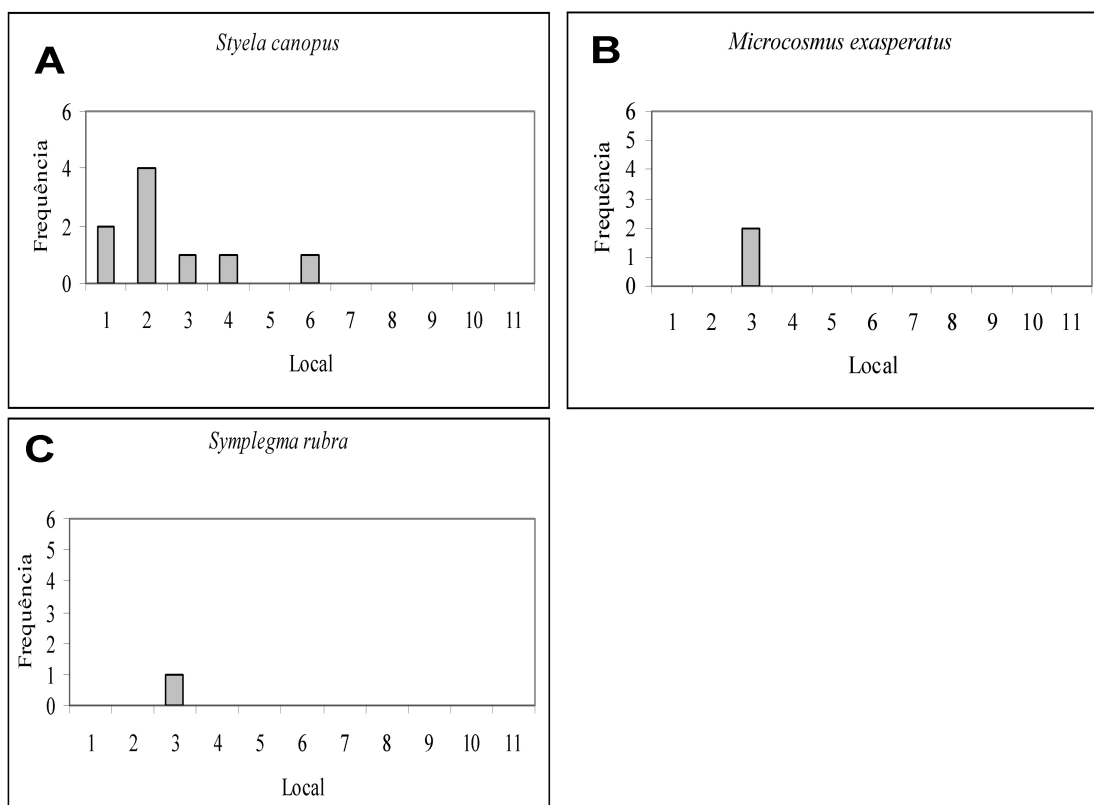 A
Styela canopus
Frequência
6
4
2
0
1 2 3 4 5 6 7 8 9 10 11
Local
B
Microcosmus exasperatus
Frequência
6
5
4
3
2
1
0
1 2 3 4 5 6 7 8 9 10 11
Local
C
Symplegma rubra
Frequência
6
5
4
3
2
1
0
1 2 3 4 5 6 7 8 9 10 11
Local